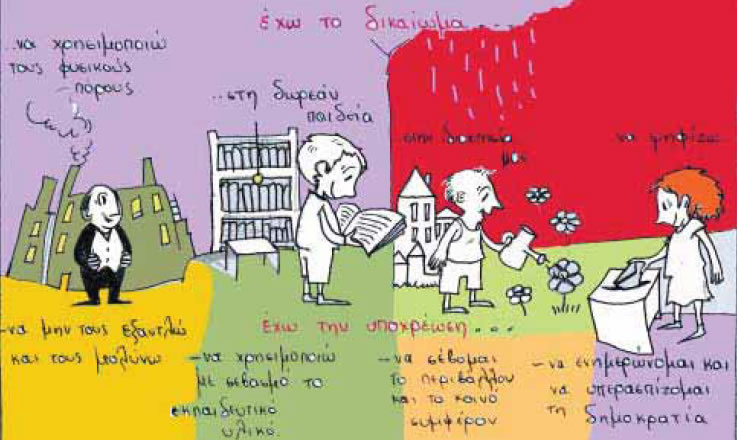 έχω το δικαίωμα...
..να χρησιμοποιώ
τους φυσικούς
πόρους
..στη δωρεάν
παιδεία
στην ιδιοκτησία
μου
να ψηφίζω..
έχω την υποχρέωση...
-να μην τους εξαντλώ
και τους μολύνω
-να χρησιμοποιώ
με σεβασμό το
εκπαιδευτικό
υλικό.
-να σέβομαι
το περιβάλλον
και το κοινό
συμφέρον
-να ενημερώνομαι και
να υπερασπίζομαι
τη δημοκρατία